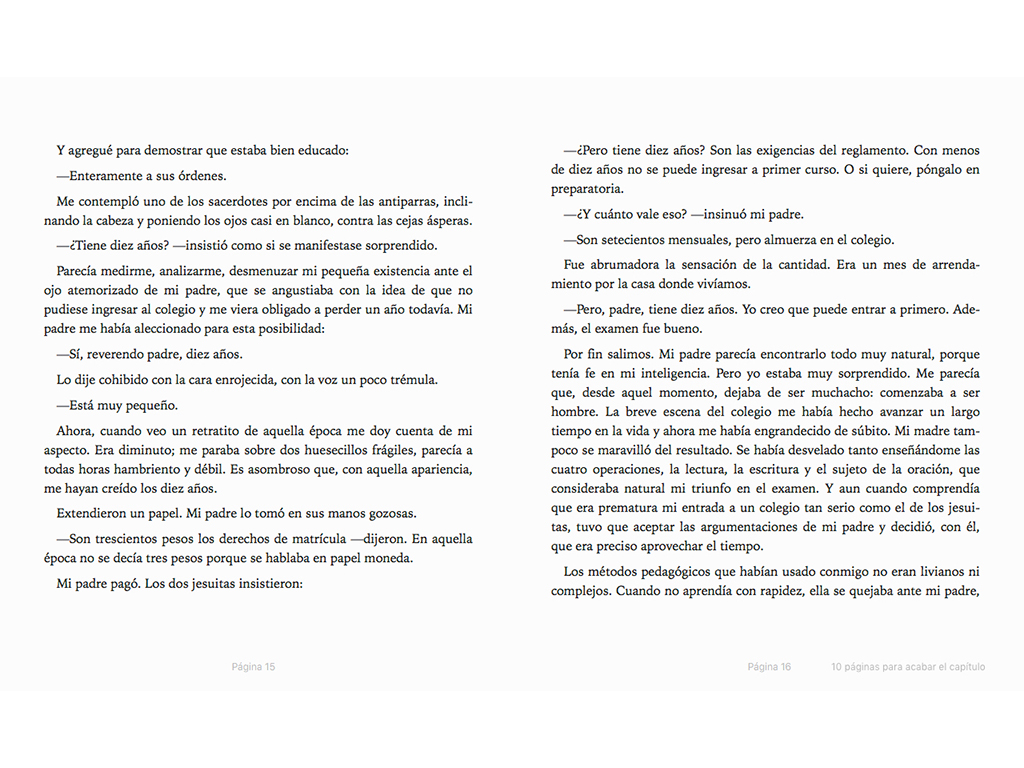 Y agregué para demostrar que estaba bien educado:
—Enteramente a sus órdenes.
Me contempló uno de los sacerdotes por encima de las antiparras, incli-
nando la cabeza y poniendo los ojos casi en blanco, contra las cejas ásperas.
—¿Tiene diez años? —insistió como si se manifestase sorprendido.
Parecía medirme, analizarme, desmenuzar mi pequeña existencia ante el
ojo atemorizado de mi padre, que se angustiaba con la idea de que no
pudiese ingresar al colegio y me viera obligado a perder un año todavía. Mi
padre me había aleccionado para esta posibilidad:
—Sí, reverendo padre, diez años.
Lo dije cohibido con la cara enrojecida, con la voz un poco trémula.
—Está muy pequeño.
Ahora, cuando veo un retratito de aquella época me doy cuenta de mi
aspecto. Era diminuto; me paraba sobre dos huesecillos frágiles, parecía a
todas horas hambriento y débil. Es asombroso que, con aquella apariencia,
me hayan creído los diez años.
Extendieron un papel. Mi padre lo tomó en sus manos gozosas.
—Son trescientos pesos los derechos de matrícula —dijeron. En aquella
época no se decía tres pesos porque se hablaba en papel moneda.
Mi padre pagó. Los dos jesuitas insistieron:
Página 15
—¿Pero tiene diez años? Son las exigencias del reglamento. Con menos
de diez años no se puede ingresar a primer curso. O si quiere, póngalo en
preparatoria.
—¿Y cuánto vale eso? —insinuó mi padre.
—Son setecientos mensuales, pero almuerza en el colegio.
Fue abrumadora la sensación de la cantidad. Era un mes de arrenda-
miento por la casa donde vivíamos.
—Pero, padre, tiene diez años. Yo creo que puede entrar a primero. Ade-
más, el examen fue bueno.
Por fin salimos. Mi padre parecía encontrarlo todo muy natural, porque
tenía fe en mi inteligencia. Pero yo estaba muy sorprendido. Me parecía
que, desde aquel momento, dejaba de ser muchacho: comenzaba a ser
hombre. La breve escena del colegio me había hecho avanzar un largo
tiempo en la vida y ahora me había engrandecido de súbito. Mi madre tam-
poco se maravilló del resultado. Se había desvelado tanto enseñándome las
cuatro operaciones, la lectura, la escritura y el sujeto de la oración, que
consideraba natural mi triunfo en el examen. Y aun cuando comprendía
que era prematura mi entrada a un colegio tan serio como el de los jesui-
tas, tuvo que aceptar las argumentaciones de mi padre y decidió, con él,
que era preciso aprovechar el tiempo.
Los métodos pedagógicos que habían usado conmigo no eran livianos ni
complejos. Cuando no aprendía con rapidez, ella se quejaba ante mi padre,
Página 16
10 páginas para acabar el capítulo